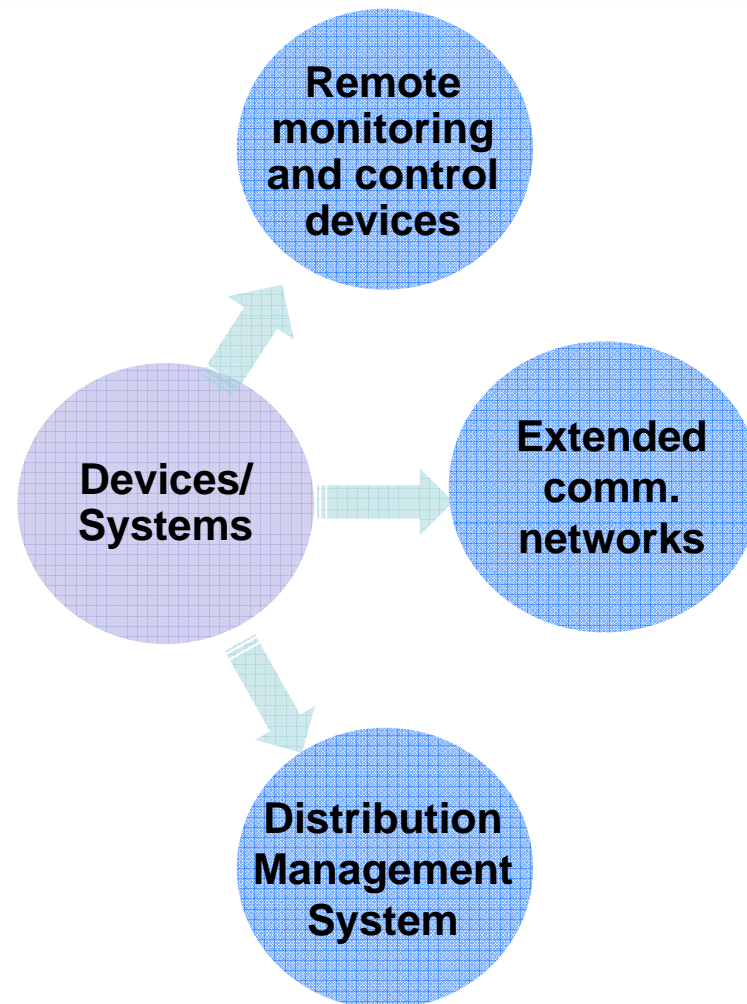 Remote
monitoring
and control
devices
Devices/
Systems
Extended
comm.
networks
Distribution
Management
System